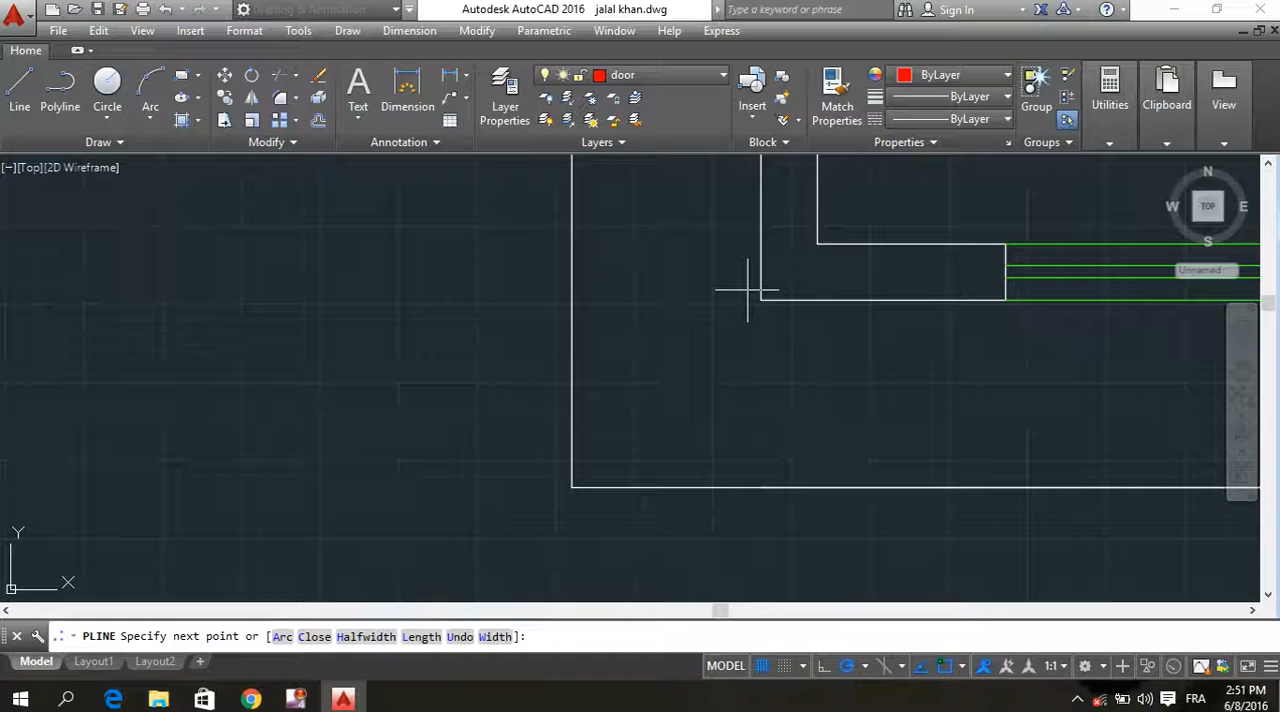 Drafting & Annotation
Autodesk AutoCAD 2016 jalal khan.dwg
Type a keyword or phrase
Sign In
File Edit View Insert Format Tools Draw Dimension Modify Parametric Window Help Express
Home
Line Polyline Circle Arc
Text Dimension
Layer Properties
door
Insert
Match Properties
ByLayer
ByLayer
ByLayer
Group
Utilities
Clipboard
View
Draw Modify Annotation Layers Block Properties Groups
[−][Top][2D Wireframe]
N
W TOP E
S
Unnamed
Y
X
PLINE Specify next point or [Arc Close Halfwidth Length Undo Width]:
Model Layout1 Layout2 +
MODEL 1:1
FRA
2:51 PM
6/8/2016